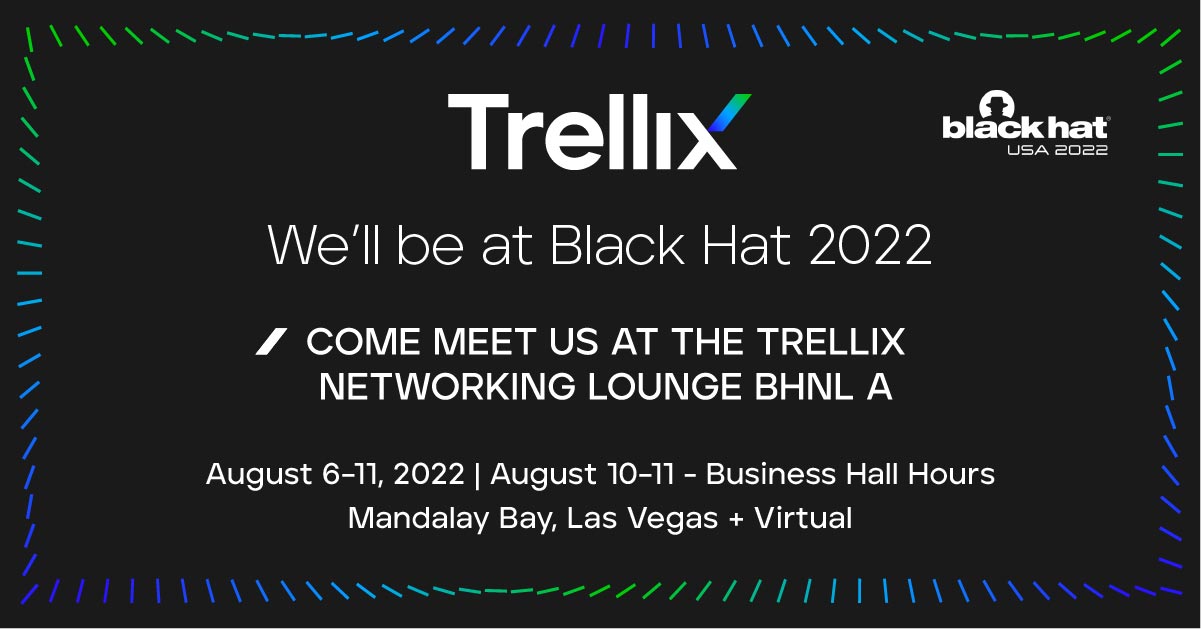 Trellix
black hat®
USA 2022
We'll be at Black Hat 2022
COME MEET US AT THE TRELLIX
NETWORKING LOUNGE BHNL A
August 6–11, 2022 | August 10–11 - Business Hall Hours
Mandalay Bay, Las Vegas + Virtual